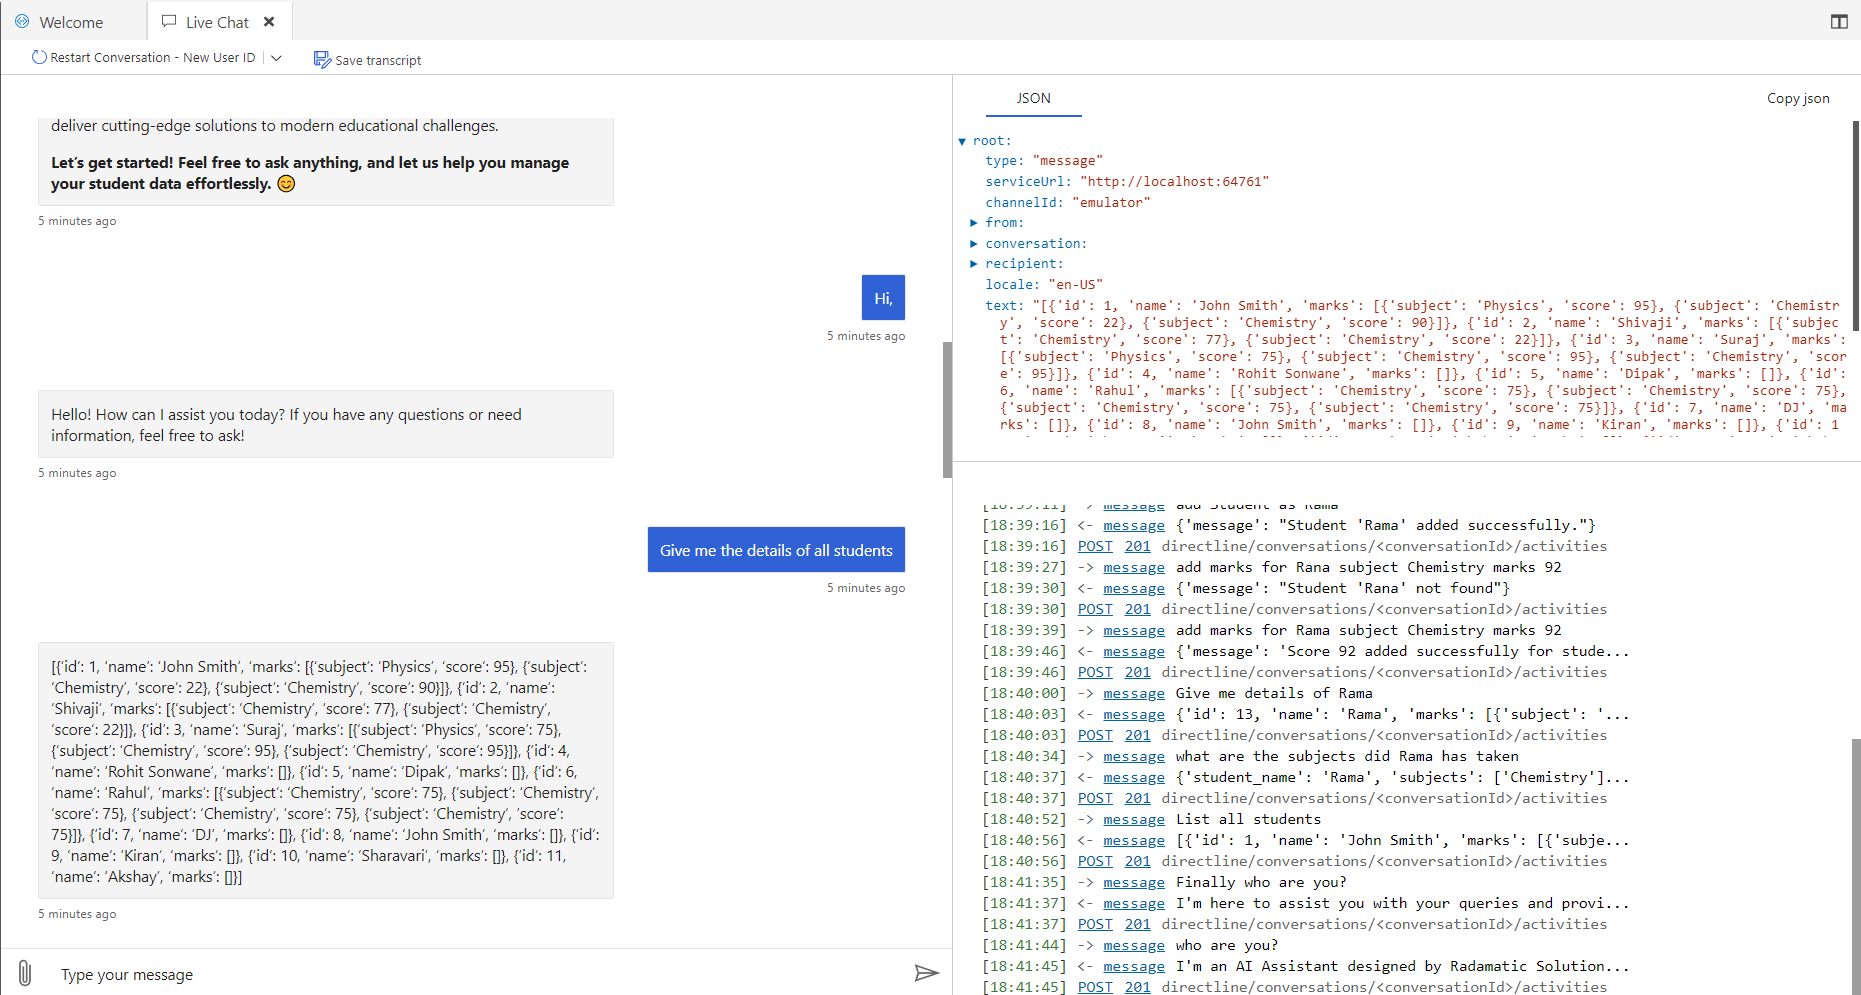 Welcome
Live Chat
Restart Conversation - New User ID
Save transcript
deliver cutting-edge solutions to modern educational challenges.
Let’s get started! Feel free to ask anything, and let us help you manage
your student data effortlessly. 😊
5 minutes ago
Hi,
5 minutes ago
Hello! How can I assist you today? If you have any questions or need
information, feel free to ask!
5 minutes ago
Give me the details of all students
5 minutes ago
[{‘id’: 1, ‘name’: ‘John Smith’, ‘marks’: [{‘subject’: ‘Physics’, ‘score’: 95}, {‘subject’:
‘Chemistry’, ‘score’: 22}, {‘subject’: ‘Chemistry’, ‘score’: 90}]}, {‘id’: 2, ‘name’:
‘Shivaji’, ‘marks’: [{‘subject’: ‘Chemistry’, ‘score’: 77}, {‘subject’: ‘Chemistry’,
‘score’: 22}]}, {‘id’: 3, ‘name’: ‘Suraj’, ‘marks’: [{‘subject’: ‘Physics’, ‘score’: 75},
{‘subject’: ‘Chemistry’, ‘score’: 95}, {‘subject’: ‘Chemistry’, ‘score’: 95}]}, {‘id’: 4,
‘name’: ‘Rohit Sonwane’, ‘marks’: []}, {‘id’: 5, ‘name’: ‘Dipak’, ‘marks’: []}, {‘id’: 6,
‘name’: ‘Rahul’, ‘marks’: [{‘subject’: ‘Chemistry’, ‘score’: 75}, {‘subject’: ‘Chemistry’,
‘score’: 75}, {‘subject’: ‘Chemistry’, ‘score’: 75}, {‘subject’: ‘Chemistry’, ‘score’:
75}]}, {‘id’: 7, ‘name’: ‘DJ’, ‘marks’: []}, {‘id’: 8, ‘name’: ‘John Smith’, ‘marks’: []}, {‘id’:
9, ‘name’: ‘Kiran’, ‘marks’: []}, {‘id’: 10, ‘name’: ‘Sharavari’, ‘marks’: []}, {‘id’: 11,
‘name’: ‘Akshay’, ‘marks’: []}]
5 minutes ago
Type your message
JSON
Copy json
root:
type: "message"
serviceUrl: "http://localhost:64761"
channelId: "emulator"
from:
conversation:
recipient:
locale: "en-US"
text: "[{'id': 1, 'name': 'John Smith', 'marks': [{'subject': 'Physics', 'score': 95}, {'subject': 'Chemistr
y', 'score': 22}, {'subject': 'Chemistry', 'score': 90}]}, {'id': 2, 'name': 'Shivaji', 'marks': [{'subjec
t': 'Chemistry', 'score': 77}, {'subject': 'Chemistry', 'score': 22}]}, {'id': 3, 'name': 'Suraj', 'marks':
[{'subject': 'Physics', 'score': 75}, {'subject': 'Chemistry', 'score': 95}, {'subject': 'Chemistry', 'scor
e': 95}]}, {'id': 4, 'name': 'Rohit Sonwane', 'marks': []}, {'id': 5, 'name': 'Dipak', 'marks': []}, {'id':
6, 'name': 'Rahul', 'marks': [{'subject': 'Chemistry', 'score': 75}, {'subject': 'Chemistry', 'score': 75},
{'subject': 'Chemistry', 'score': 75}, {'subject': 'Chemistry', 'score': 75}]}, {'id': 7, 'name': 'DJ', 'ma
rks': []}, {'id': 8, 'name': 'John Smith', 'marks': []}, {'id': 9, 'name': 'Kiran', 'marks': []}, {'id': 1
[18:39:11] -> message add Student as Rama
[18:39:16] <- message {'message': "Student 'Rama' added successfully."}
[18:39:16] POST 201 directline/conversations/<conversationId>/activities
[18:39:27] -> message add marks for Rana subject Chemistry marks 92
[18:39:30] <- message {'message': "Student 'Rana' not found"}
[18:39:30] POST 201 directline/conversations/<conversationId>/activities
[18:39:39] -> message add marks for Rama subject Chemistry marks 92
[18:39:46] <- message {'message': 'Score 92 added successfully for stude...
[18:39:46] POST 201 directline/conversations/<conversationId>/activities
[18:40:00] -> message Give me details of Rama
[18:40:03] <- message {'id': 13, 'name': 'Rama', 'marks': [{'subject': '...
[18:40:03] POST 201 directline/conversations/<conversationId>/activities
[18:40:34] -> message what are the subjects did Rama has taken
[18:40:37] <- message {'student_name': 'Rama', 'subjects': ['Chemistry']...
[18:40:37] POST 201 directline/conversations/<conversationId>/activities
[18:40:52] -> message List all students
[18:40:56] <- message [{'id': 1, 'name': 'John Smith', 'marks': [{'subje...
[18:40:56] POST 201 directline/conversations/<conversationId>/activities
[18:41:35] -> message Finally who are you?
[18:41:37] <- message I'm here to assist you with your queries and provi...
[18:41:37] POST 201 directline/conversations/<conversationId>/activities
[18:41:44] -> message who are you?
[18:41:45] <- message I'm an AI Assistant designed by Radamatic Solution...
[18:41:45] POST 201 directline/conversations/<conversationId>/activities